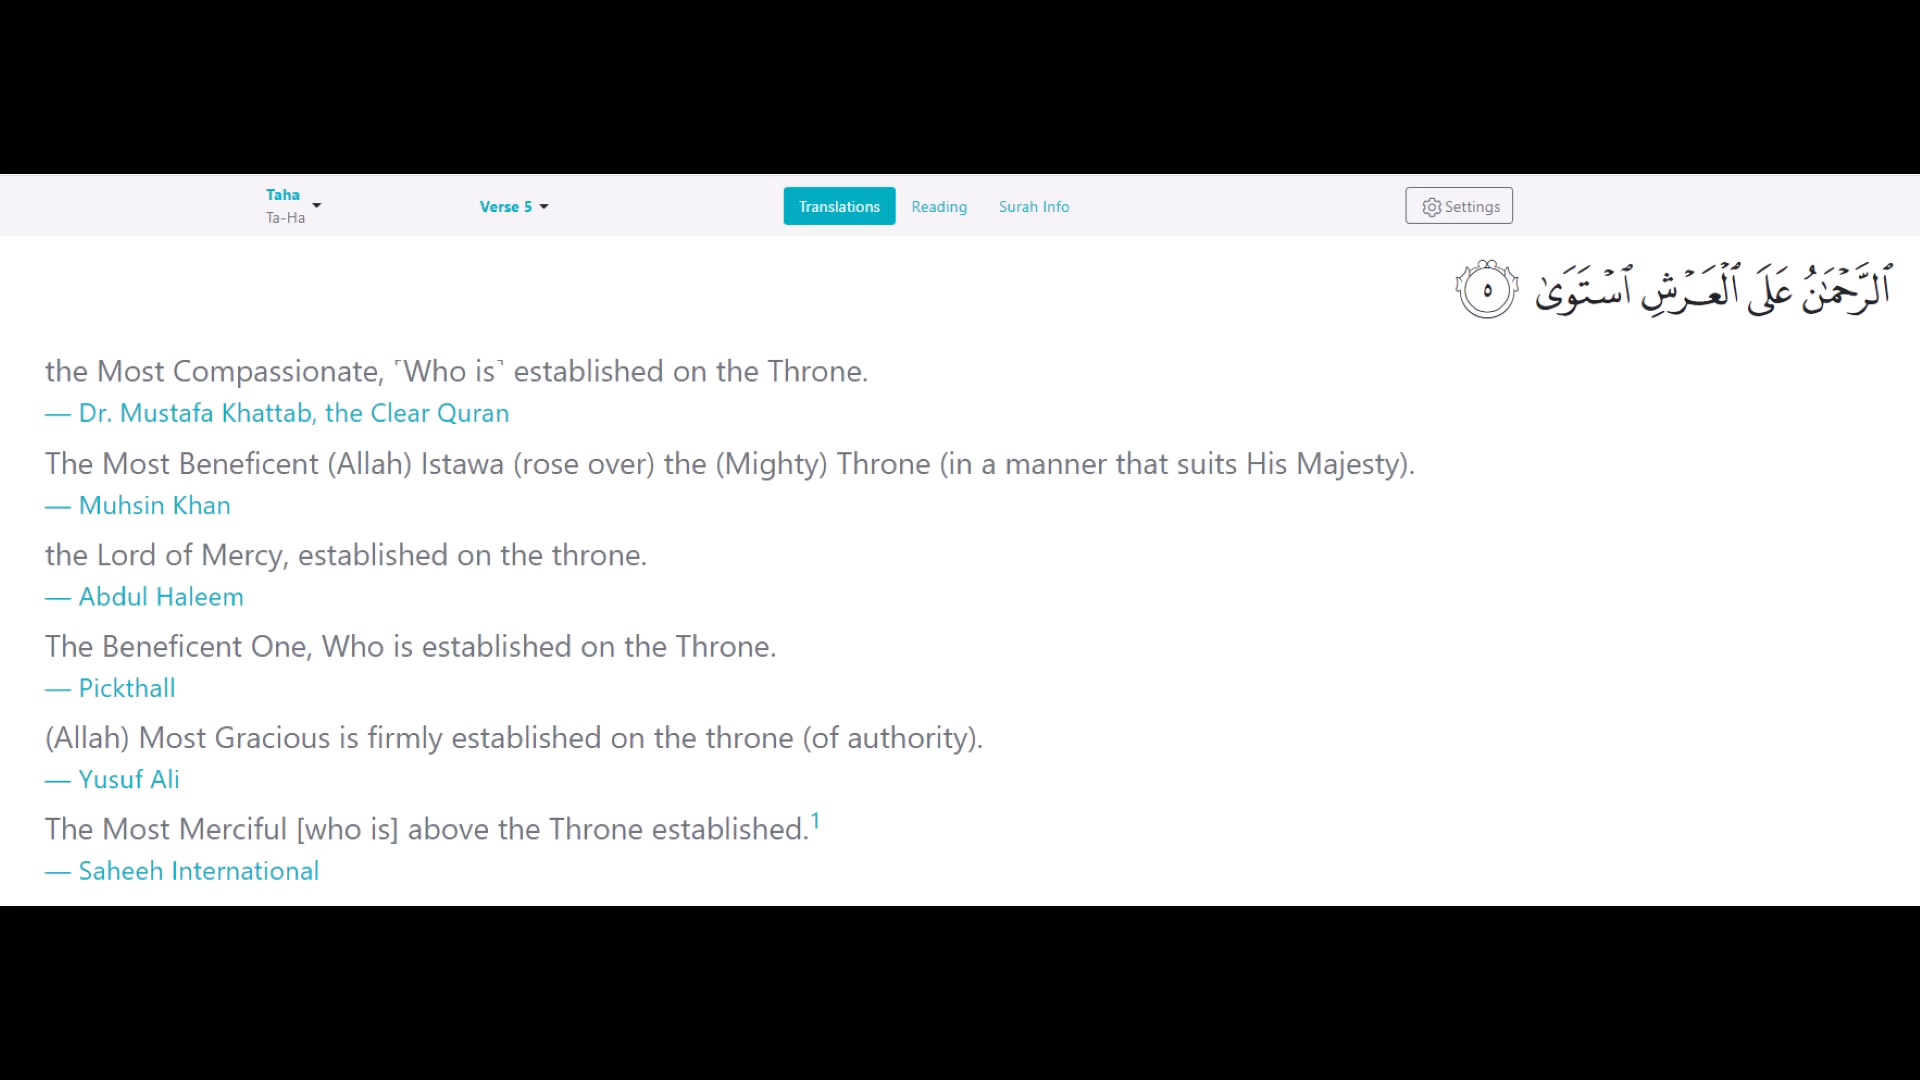 Taha
Ta-Ha
Verse 5
Translations
Reading
Surah Info
Settings
ٱلرَّحْمَـٰنُ عَلَى ٱلْعَرْشِ ٱسْتَوَىٰ ٥
the Most Compassionate, ˹Who is˺ established on the Throne.
— Dr. Mustafa Khattab, the Clear Quran
The Most Beneficent (Allah) Istawa (rose over) the (Mighty) Throne (in a manner that suits His Majesty).
— Muhsin Khan
the Lord of Mercy, established on the throne.
— Abdul Haleem
The Beneficent One, Who is established on the Throne.
— Pickthall
(Allah) Most Gracious is firmly established on the throne (of authority).
— Yusuf Ali
The Most Merciful [who is] above the Throne established.1
— Saheeh International